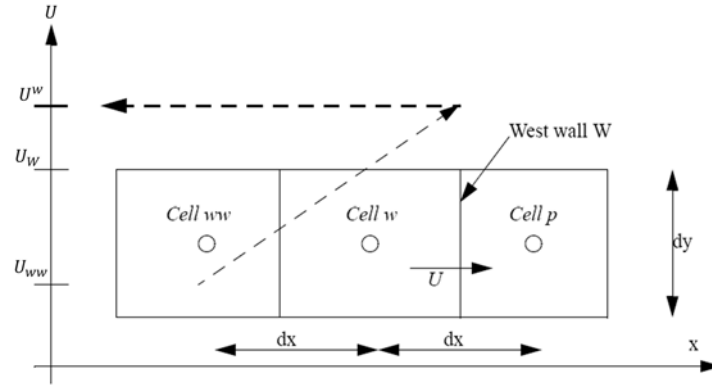 U
U^w
U_W
U_ww
West wall W
Cell ww
Cell w
Cell p
U
dy
dx
dx
x